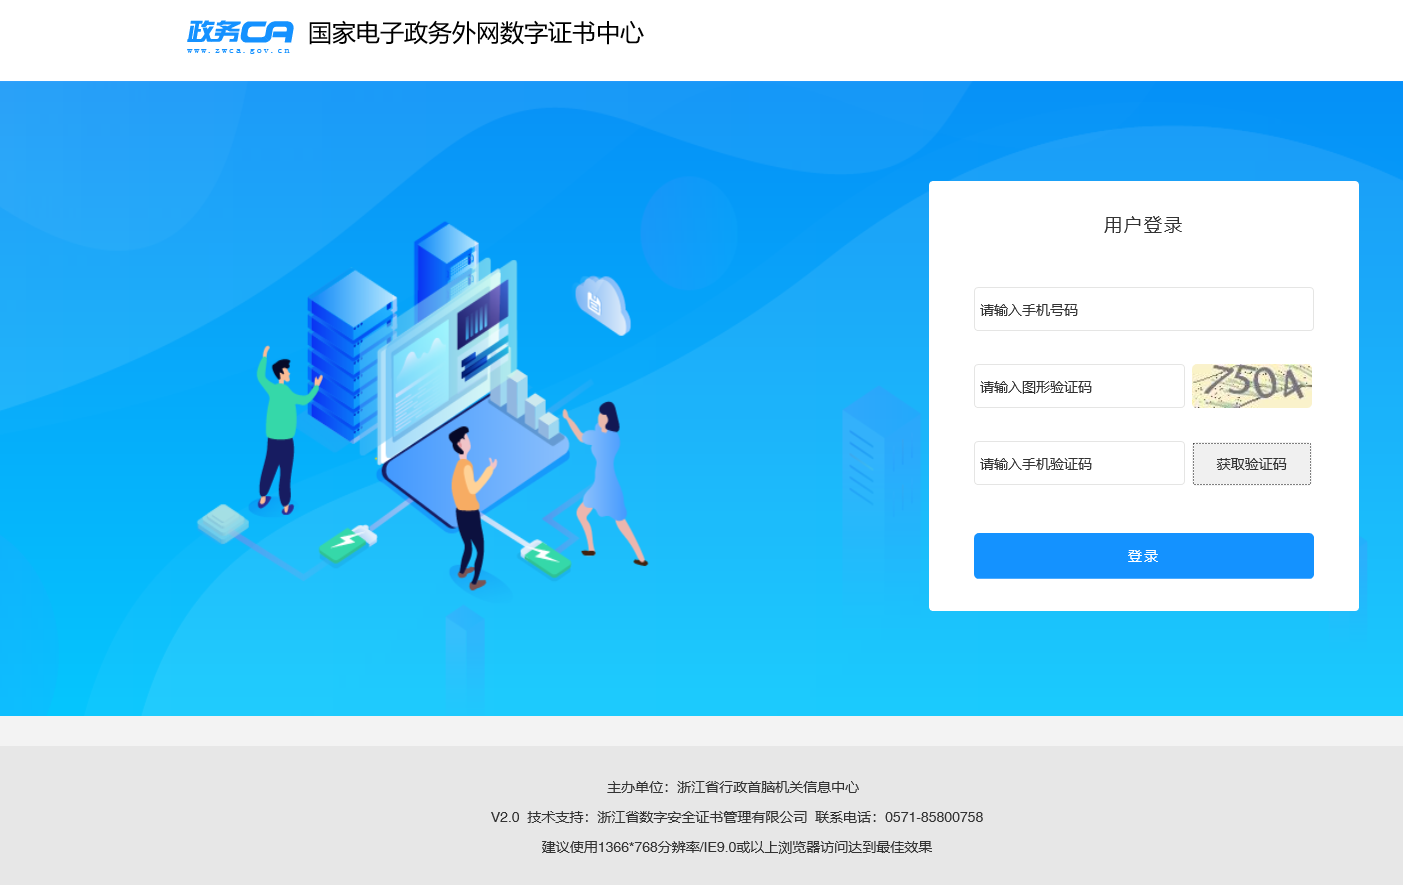 政务CA 国家电子政务外网数字证书中心
www.zwca.gov.cn
用户登录
请输入手机号码
请输入图形验证码 750A
请输入手机验证码 获取验证码
登录
主办单位：浙江省行政首脑机关信息中心
V2.0 技术支持：浙江省数字安全证书管理有限公司 联系电话：0571-85800758
建议使用1366*768分辨率/IE9.0或以上浏览器访问达到最佳效果